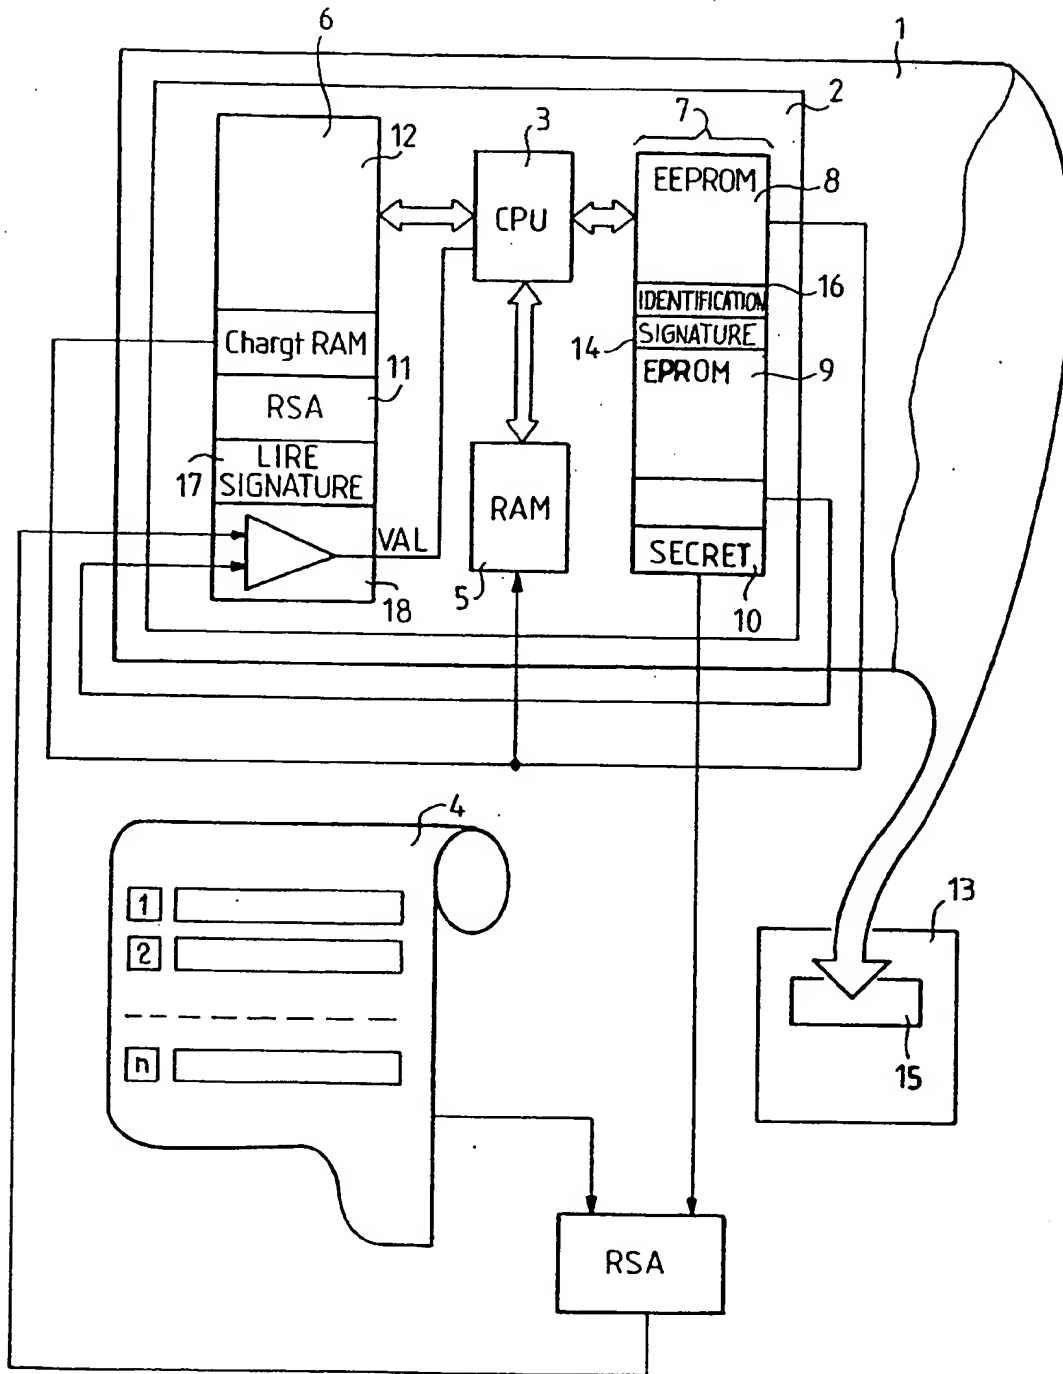 6
1
2
12
3
7
EEPROM
8
CPU
16
IDENTIFICATION
SIGNATURE
14
Chargt RAM
EPROM
9
11
RSA
LIRE
SIGNATURE
17
RAM
VAL
SECRET
5
18
10
4
1
2
n
13
15
RSA